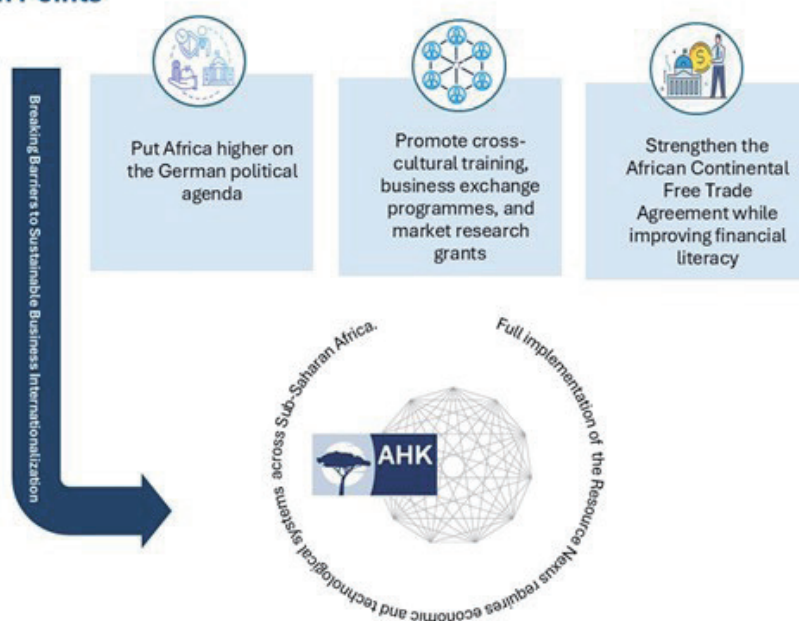 Breaking Barriers to Sustainable Business Internationalization
Put Africa higher on
the German political
agenda
Promote cross-
cultural training,
business exchange
programmes, and
market research
grants
Strengthen the
African Continental
Free Trade
Agreement while
improving financial
literacy
Full implementation of the Resource Nexus requires economic and technological systems across Sub-Saharan Africa.
AHK